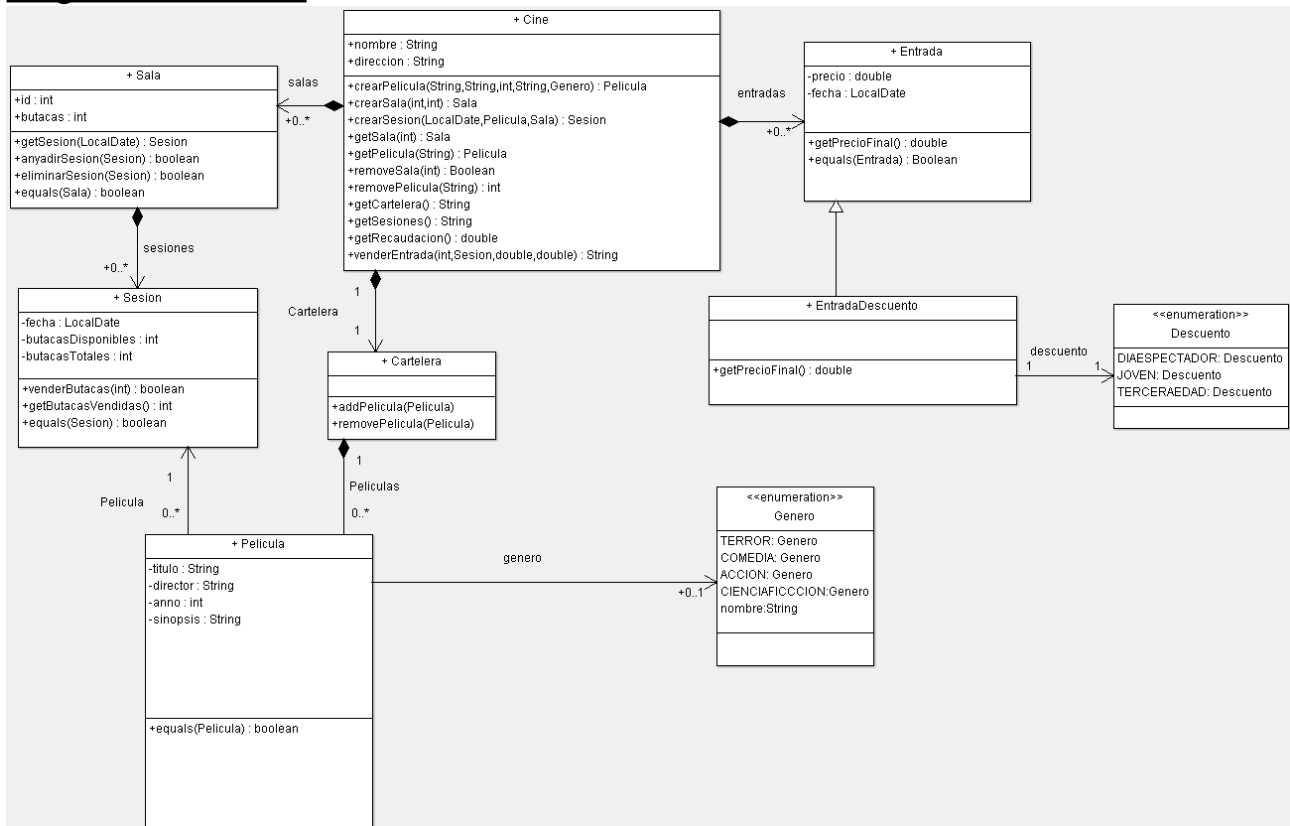 + Cine
+nombre : String
+direccion : String
+crearPelicula(String,String,int,String,Genero) : Pelicula
+crearSala(int,int) : Sala
+crearSesion(LocalDate,Pelicula,Sala) : Sesion
+getSala(int) : Sala
+getPelicula(String) : Pelicula
+removeSala(int) : Boolean
+removePelicula(String) : int
+getCartelera() : String
+getSesiones() : String
+getRecaudacion() : double
+venderEntrada(int,Sesion,double,double) : String
+ Sala
+id : int
+butacas : int
+getSesion(LocalDate) : Sesion
+anyadirSesion(Sesion) : boolean
+eliminarSesion(Sesion) : boolean
+equals(Sala) : boolean
salas
+0..*
entradas
+0..*
+ Entrada
-precio : double
-fecha : LocalDate
+getPrecioFinal() : double
+equals(Entrada) : Boolean
sesiones
+0..*
+ Sesion
-fecha : LocalDate
-butacasDisponibles : int
-butacasTotales : int
+venderButacas(int) : boolean
+getButacasVendidas() : int
+equals(Sesion) : boolean
1
Cartelera
1
+ Cartelera
+addPelicula(Pelicula)
+removePelicula(Pelicula)
+ EntradaDescuento
+getPrecioFinal() : double
descuento
1
1
<<enumeration>>
Descuento
DIAESPECTADOR: Descuento
JOVEN: Descuento
TERCERAEDAD: Descuento
1
Pelicula
0..*
1
Peliculas
0..*
+ Pelicula
-titulo : String
-director : String
-anno : int
-sinopsis : String
+equals(Pelicula) : boolean
genero
+0..1
<<enumeration>>
Genero
TERROR: Genero
COMEDIA: Genero
ACCION: Genero
CIENCIAFICCCION:Genero
nombre:String